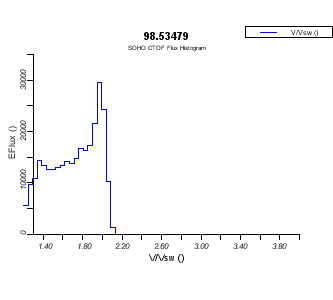 98.53479
SOHO CTOF Flux Histogram
V/Vsw ()
EFlux ()
30000
20000
10000
0
1.40 1.80 2.20 2.60 3.00 3.40 3.80
V/Vsw ()